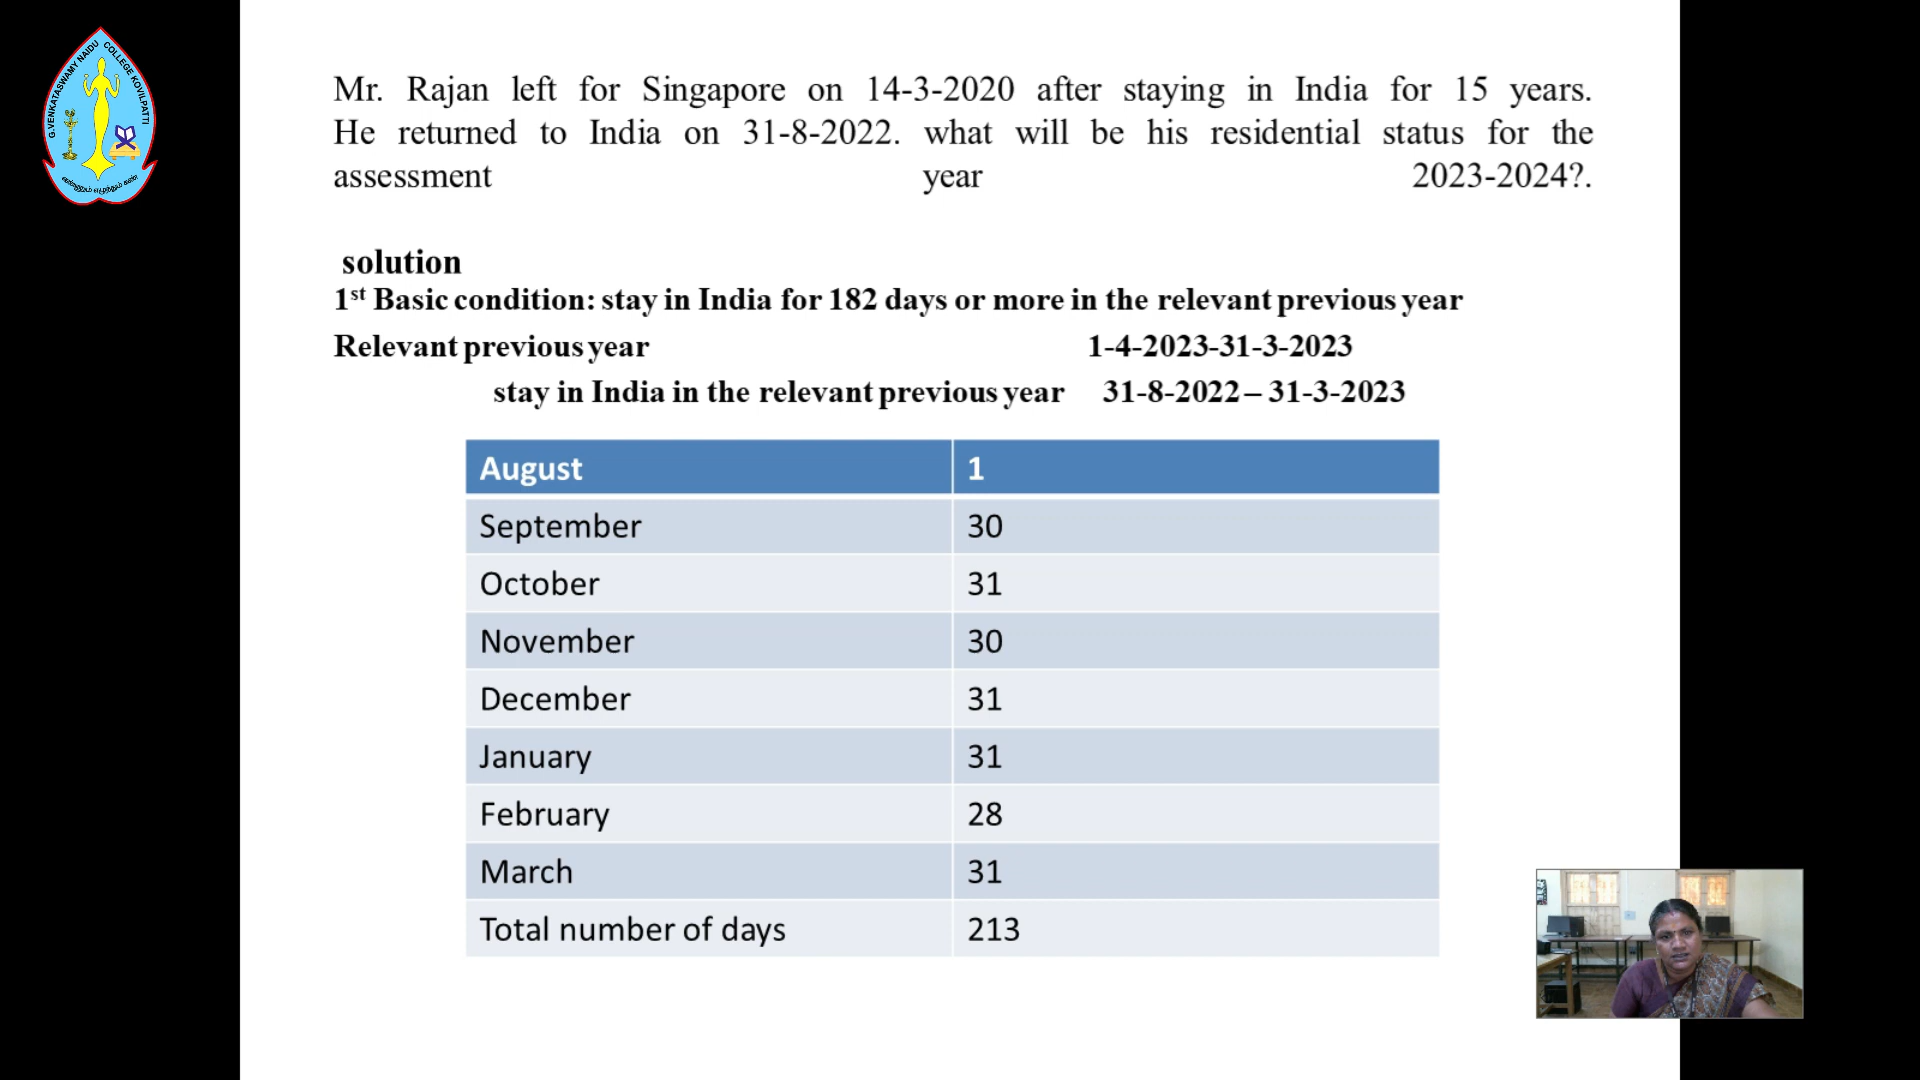 G.VENKATASWAMY NAIDU COLLEGE KOVILPATTI
Mr. Rajan left for Singapore on 14-3-2020 after staying in India for 15 years.
He returned to India on 31-8-2022. what will be his residential status for the
assessment year 2023-2024?.
solution
1st Basic condition: stay in India for 182 days or more in the relevant previous year
Relevant previous year 1-4-2023-31-3-2023
stay in India in the relevant previous year 31-8-2022– 31-3-2023
August 1
September 30
October 31
November 30
December 31
January 31
February 28
March 31
Total number of days 213